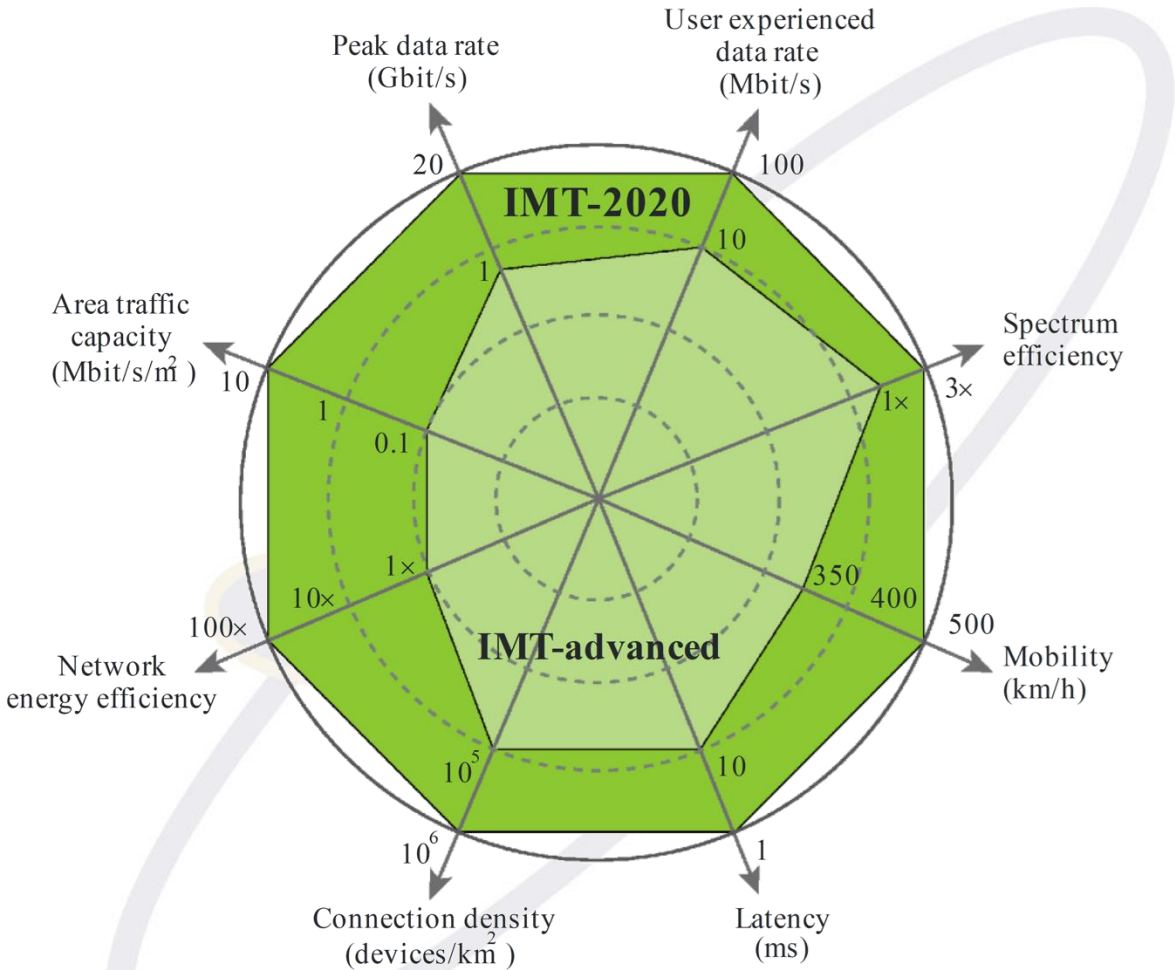 User experienced
data rate
(Mbit/s)
Peak data rate
(Gbit/s)
20
100
IMT-2020
10
1
Area traffic
capacity
(Mbit/s/m²)
Spectrum
efficiency
10
1
0.1
1×
3×
1×
10×
100×
350
400
500
Network
energy efficiency
IMT-advanced
Mobility
(km/h)
10⁵
10
10⁶
1
Connection density
(devices/km²)
Latency
(ms)